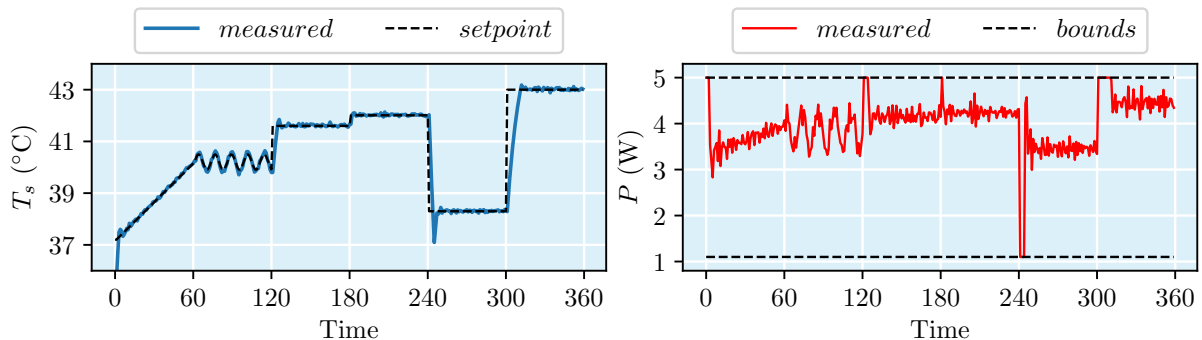 measured setpoint
43
41
39
37
T_s (°C)
0 60 120 180 240 300 360
Time
measured bounds
5
4
3
2
1
P (W)
0 60 120 180 240 300 360
Time